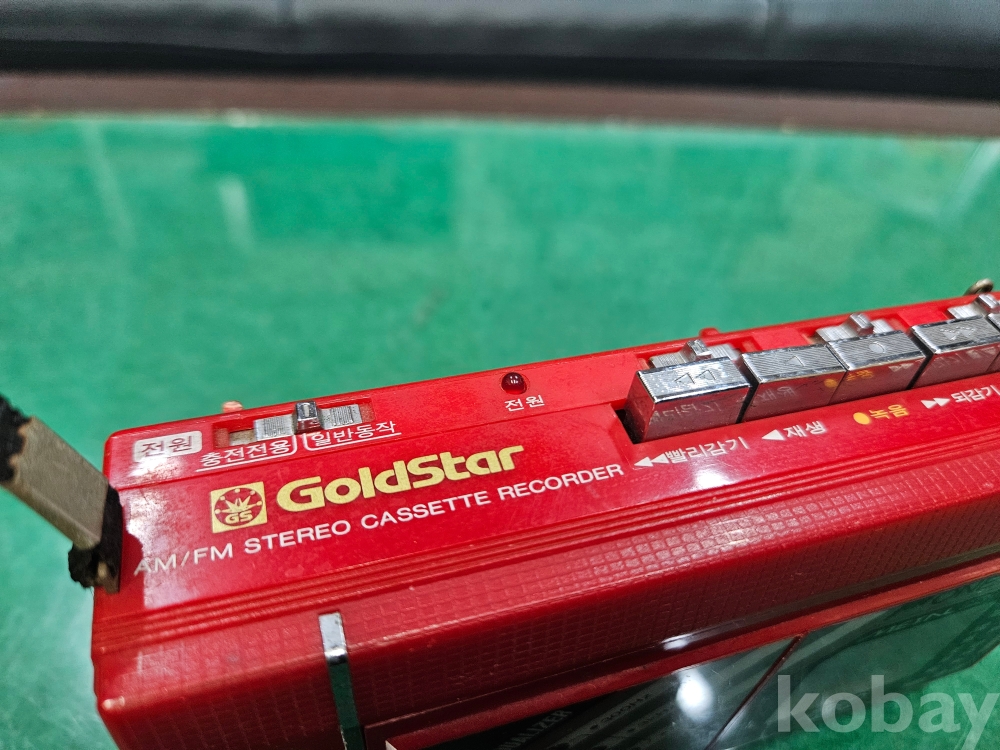 전원
충전전용 일반동작
전원
GS GoldStar
AM/FM STEREO CASSETTE RECORDER
◀◀빨리감기 ◀재생 ●녹음 ▶▶되감기
kobay